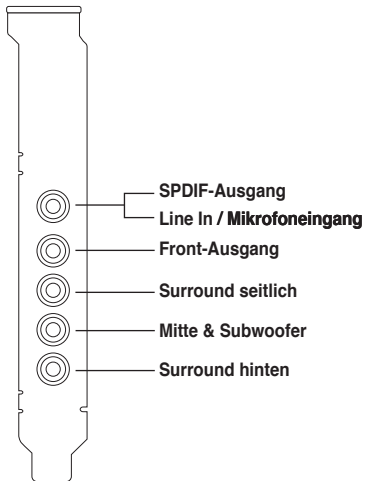 SPDIF-Ausgang
Line In / Mikrofoneingang
Front-Ausgang
Surround seitlich
Mitte & Subwoofer
Surround hinten